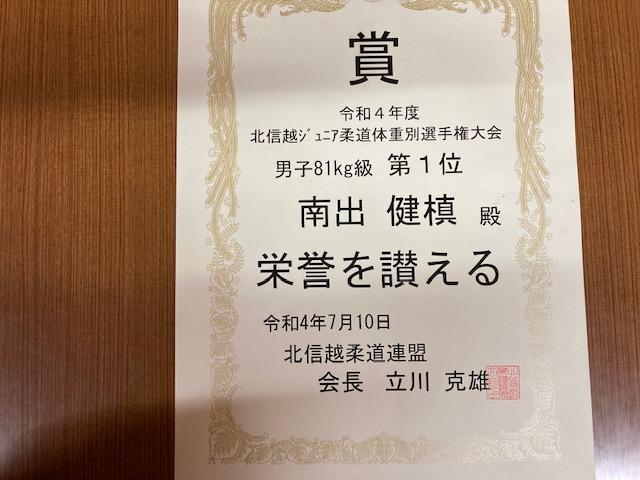 賞
令和４年度
北信越ｼﾞｭﾆｱ柔道体重別選手権大会
男子81kg級 第１位
南出 健槙 殿
栄誉を讃える
令和4年7月10日
北信越柔道連盟
会長 立川 克雄